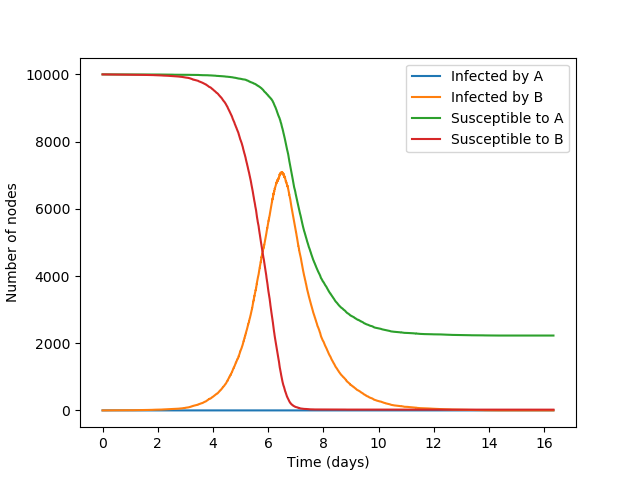 Infected by A
Infected by B
Susceptible to A
Susceptible to B
10000
8000
6000
4000
2000
0
Number of nodes
0 2 4 6 8 10 12 14 16
Time (days)